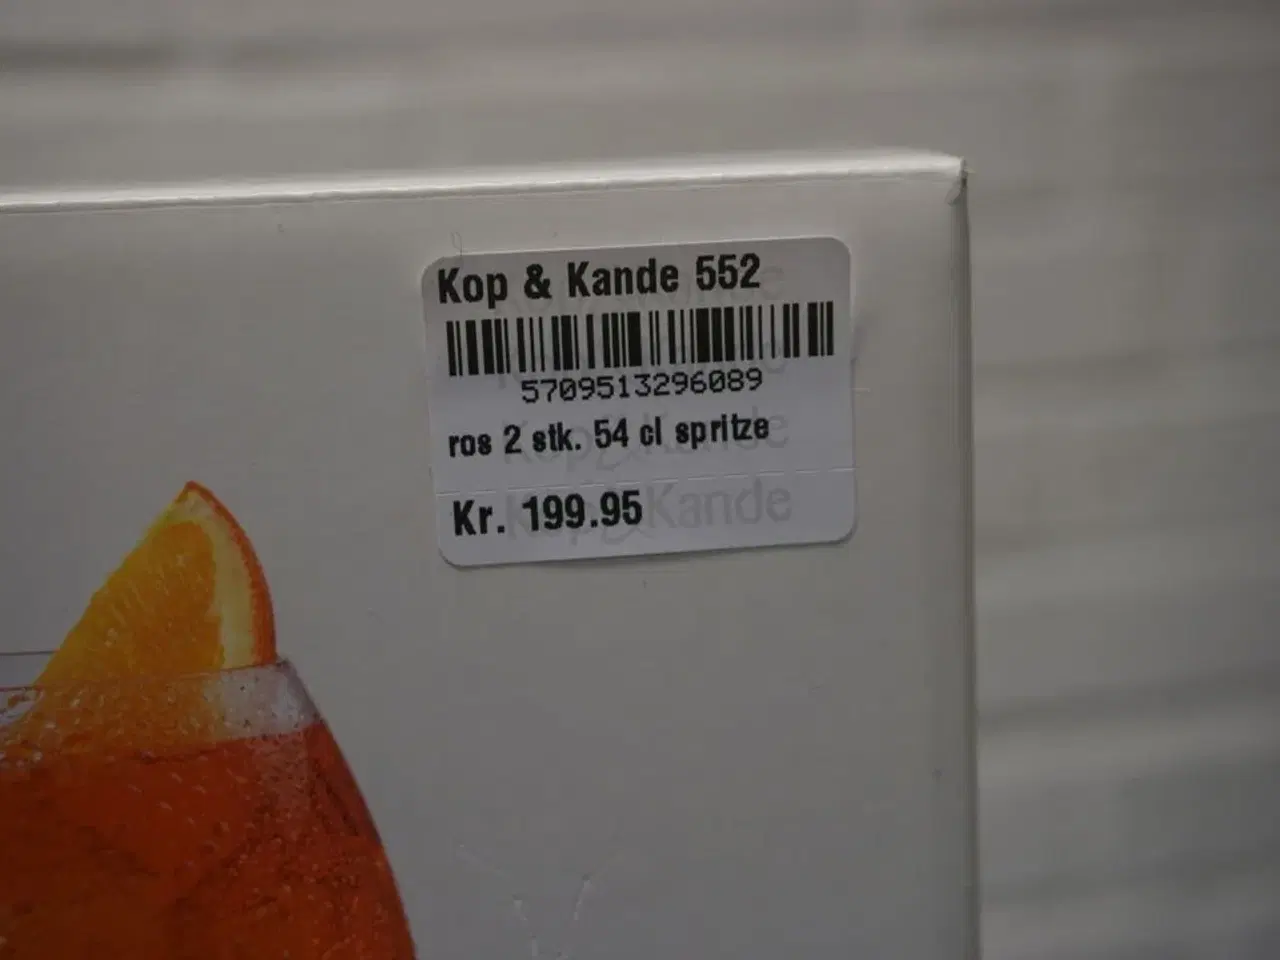 Kop & Kande 552
5709513296089
ros 2 stk. 54 cl spritze
Kr. 199.95